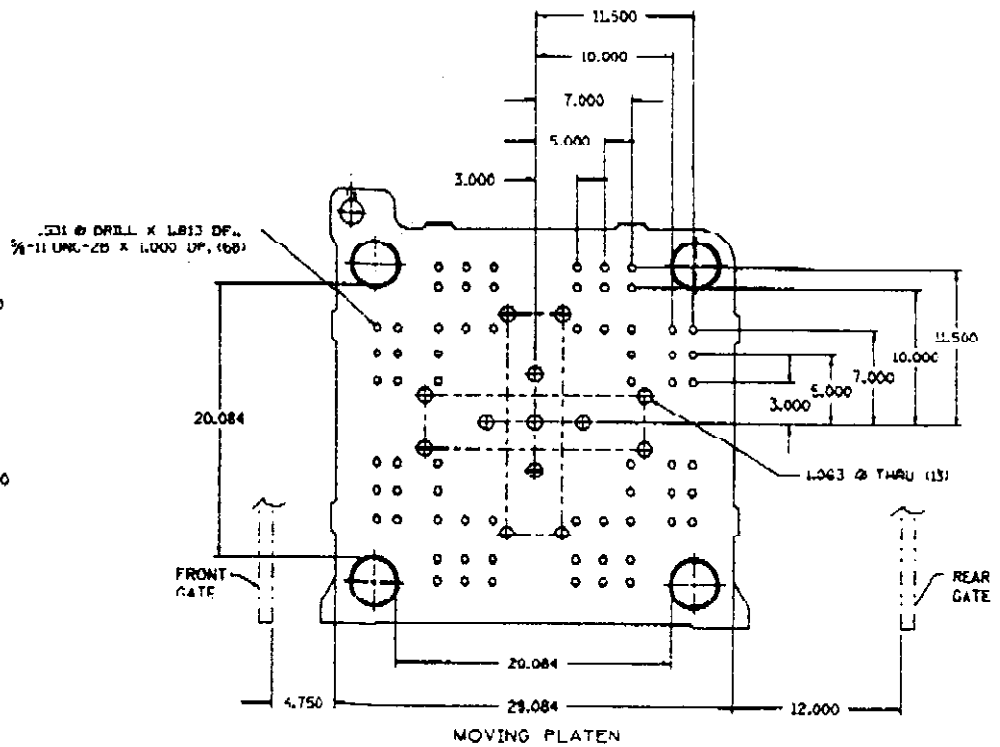 11.500
10.000
7.000
5.000
3.000
.531 Ø DRILL X 1.813 DP.,
⅝-11 UNC-2B X 1.000 DP. (68)
11.500
10.000
7.000
5.000
3.000
20.084
1.063 Ø THRU (13)
FRONT
GATE
REAR
GATE
20.084
4.750
29.084
12.000
MOVING PLATEN